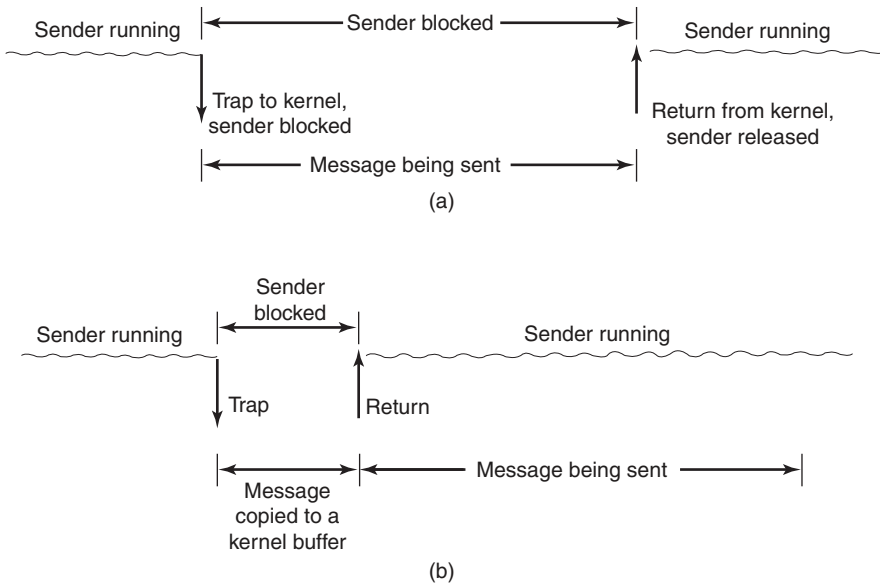 Sender blocked
Sender running
Sender running
Trap to kernel,
sender blocked
Return from kernel,
sender released
Message being sent
(a)
Sender
blocked
Sender running
Sender running
Trap
Return
Message being sent
Message
copied to a
kernel buffer
(b)